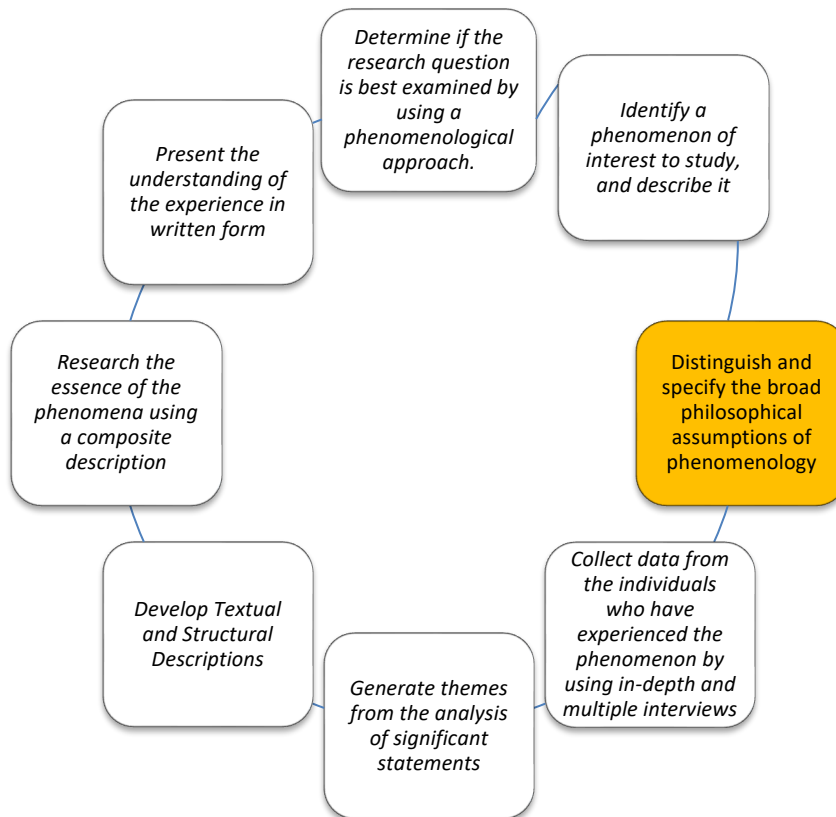 Determine if the
research question
is best examined by
using a
phenomenological
approach.
Identify a
phenomenon of
interest to study,
and describe it
Distinguish and
specify the broad
philosophical
assumptions of
phenomenology
Collect data from
the individuals
who have
experienced the
phenomenon by
using in-depth and
multiple interviews
Generate themes
from the analysis
of significant
statements
Develop Textual
and Structural
Descriptions
Research the
essence of the
phenomena using
a composite
description
Present the
understanding of
the experience in
written form